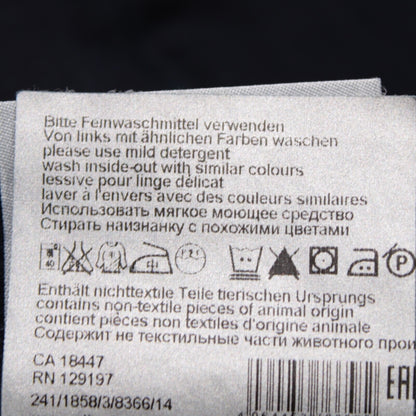 Bitte Feinwaschmittel verwenden
Von links mit ähnlichen Farben waschen
please use mild detergent
wash inside-out with similar colours
lessive pour linge délicat
laver à l'envers avec des couleurs similaires
Использовать мягкое моющее средство
Стирать наизнанку с похожими цветами
40
P
Enthält nichttextile Teile tierischen Ursprungs
contains non-textile pieces of animal origin
contient pièces non textiles d'origine animale
Содержит не текстильные части животного прои
CA 18447
RN 129197
241/1858/3/8366/14
EAC